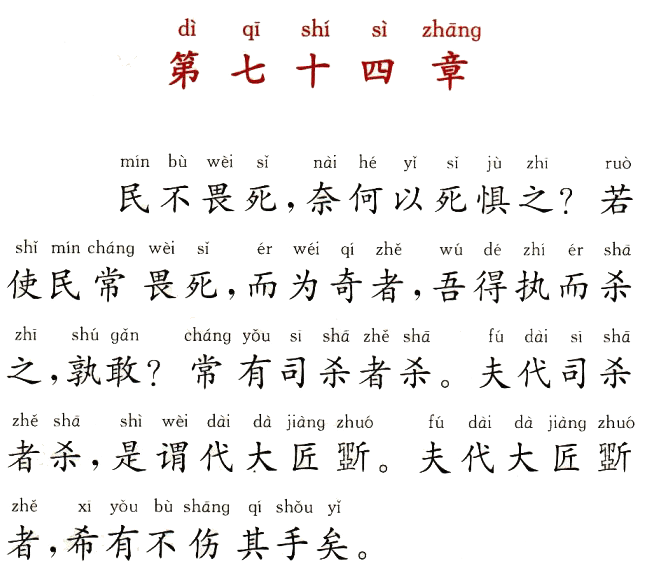 dì qī shí sì zhāng
第七十四章
mín bù wèi sǐ nài hé yǐ sǐ jù zhī ruò
民不畏死，奈何以死惧之？若
shǐ mín cháng wèi sǐ ér wéi qí zhě wú dé zhí ér shā
使民常畏死，而为奇者，吾得执而杀
zhī shú gǎn cháng yǒu sī shā zhě shā fú dài sī shā
之，孰敢？常有司杀者杀。夫代司杀
zhě shā shì wèi dài dà jiàng zhuó fú dài dà jiàng zhuó
者杀，是谓代大匠斲。夫代大匠斲
zhě xī yǒu bù shāng qí shǒu yǐ
者，希有不伤其手矣。